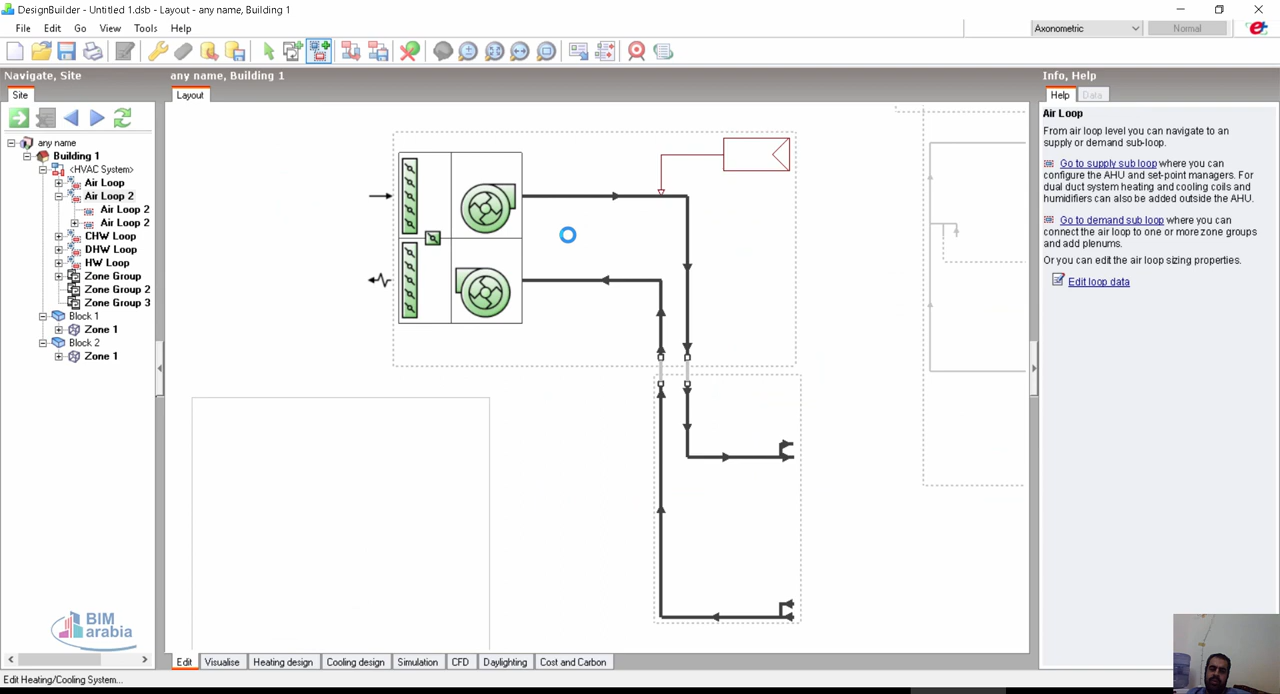 DesignBuilder - Untitled 1.dsb - Layout - any name, Building 1
File Edit Go View Tools Help
Axonometric
Normal
Navigate, Site
Site
any name
Building 1
<HVAC System>
Air Loop
Air Loop 2
Air Loop 2
Air Loop 2
CHW Loop
DHW Loop
HW Loop
Zone Group
Zone Group 2
Zone Group 3
Block 1
Zone 1
Block 2
Zone 1
BIM
arabia
any name, Building 1
Layout
Edit Visualise Heating design Cooling design Simulation CFD Daylighting Cost and Carbon
Info, Help
Help Data
Air Loop
From air loop level you can navigate to an
supply or demand sub-loop.
Go to supply sub loop where you can
configure the AHU and set-point managers. For
dual duct system heating and cooling coils and
humidifiers can also be added outside the AHU.
Go to demand sub loop where you can
connect the air loop to one or more zone groups
and add plenums.
Or you can edit the air loop sizing properties.
Edit loop data
Edit Heating/Cooling System...